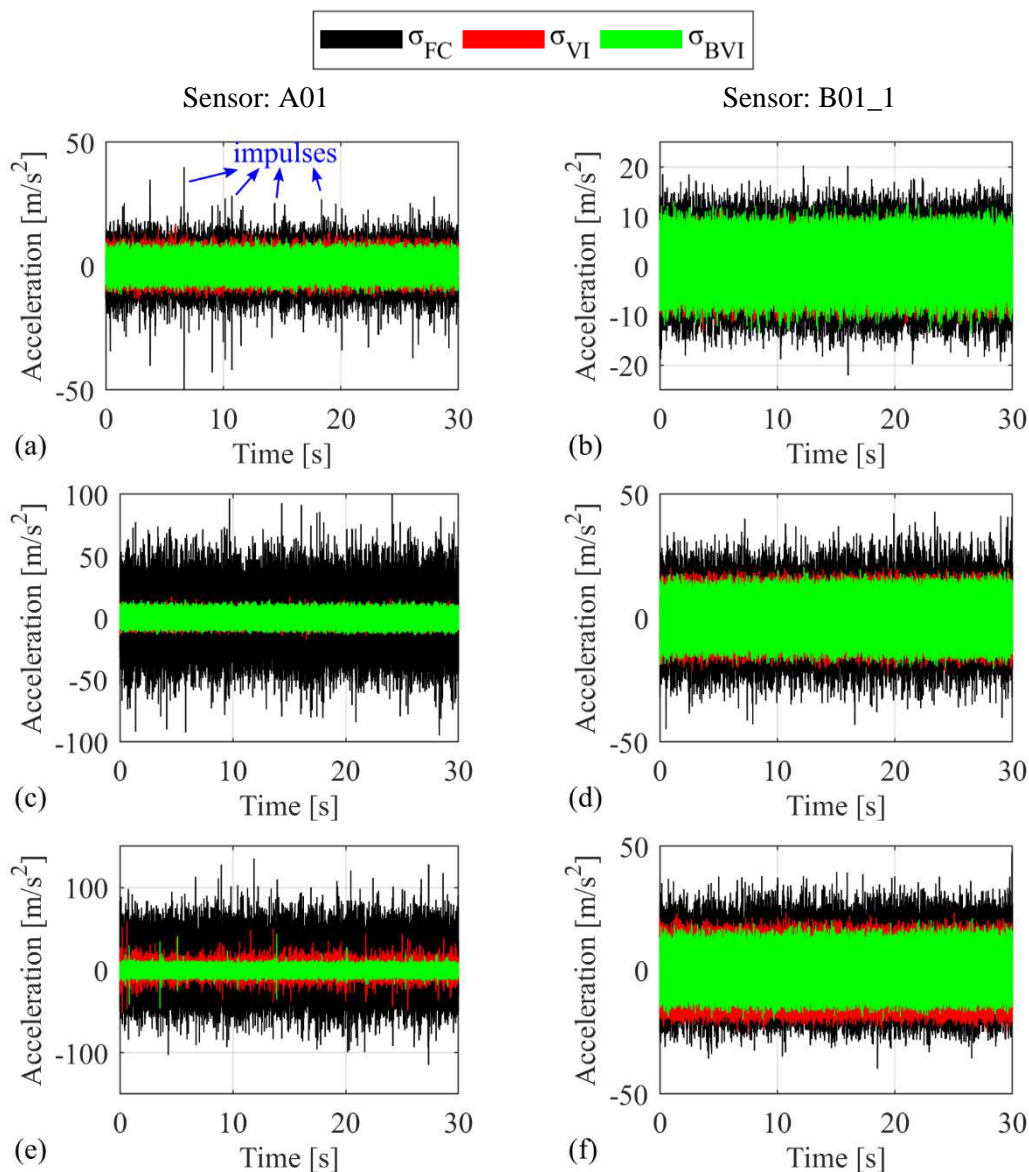 σFC σVI σBVI
Sensor: A01
Sensor: B01_1
50
0
-50
Acceleration [m/s2]
impulses
0 10 20 30
Time [s]
(a)
20
10
0
-10
-20
Acceleration [m/s2]
0 10 20 30
Time [s]
(b)
100
50
0
-50
-100
Acceleration [m/s2]
0 10 20 30
Time [s]
(c)
50
0
-50
Acceleration [m/s2]
0 10 20 30
Time [s]
(d)
100
0
-100
Acceleration [m/s2]
0 10 20 30
Time [s]
(e)
50
0
-50
Acceleration [m/s2]
0 10 20 30
Time [s]
(f)